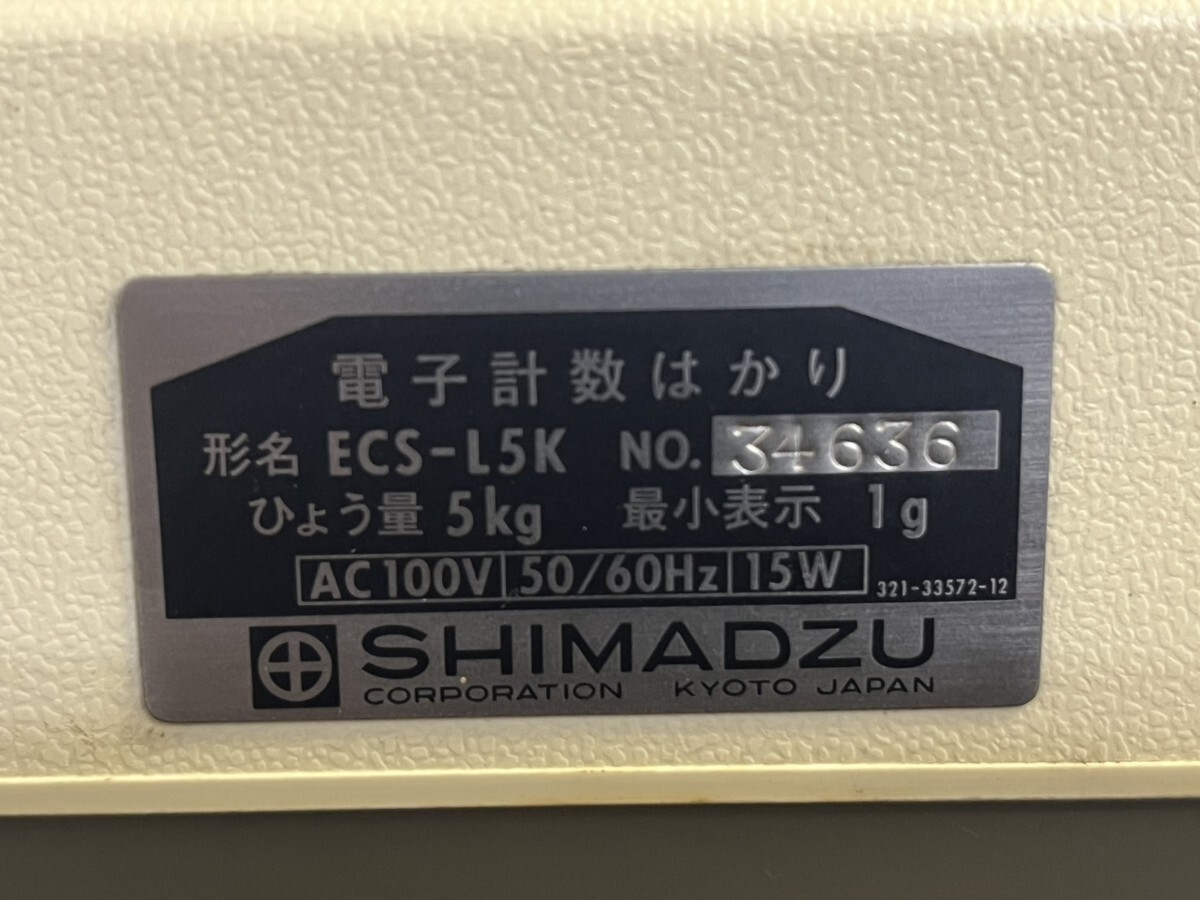 電子計数はかり
形名 ECS-L5K NO. 34636
ひょう量 5kg 最小表示 1g
AC100V 50/60Hz 15W 321-33572-12
SHIMADZU
CORPORATION KYOTO JAPAN